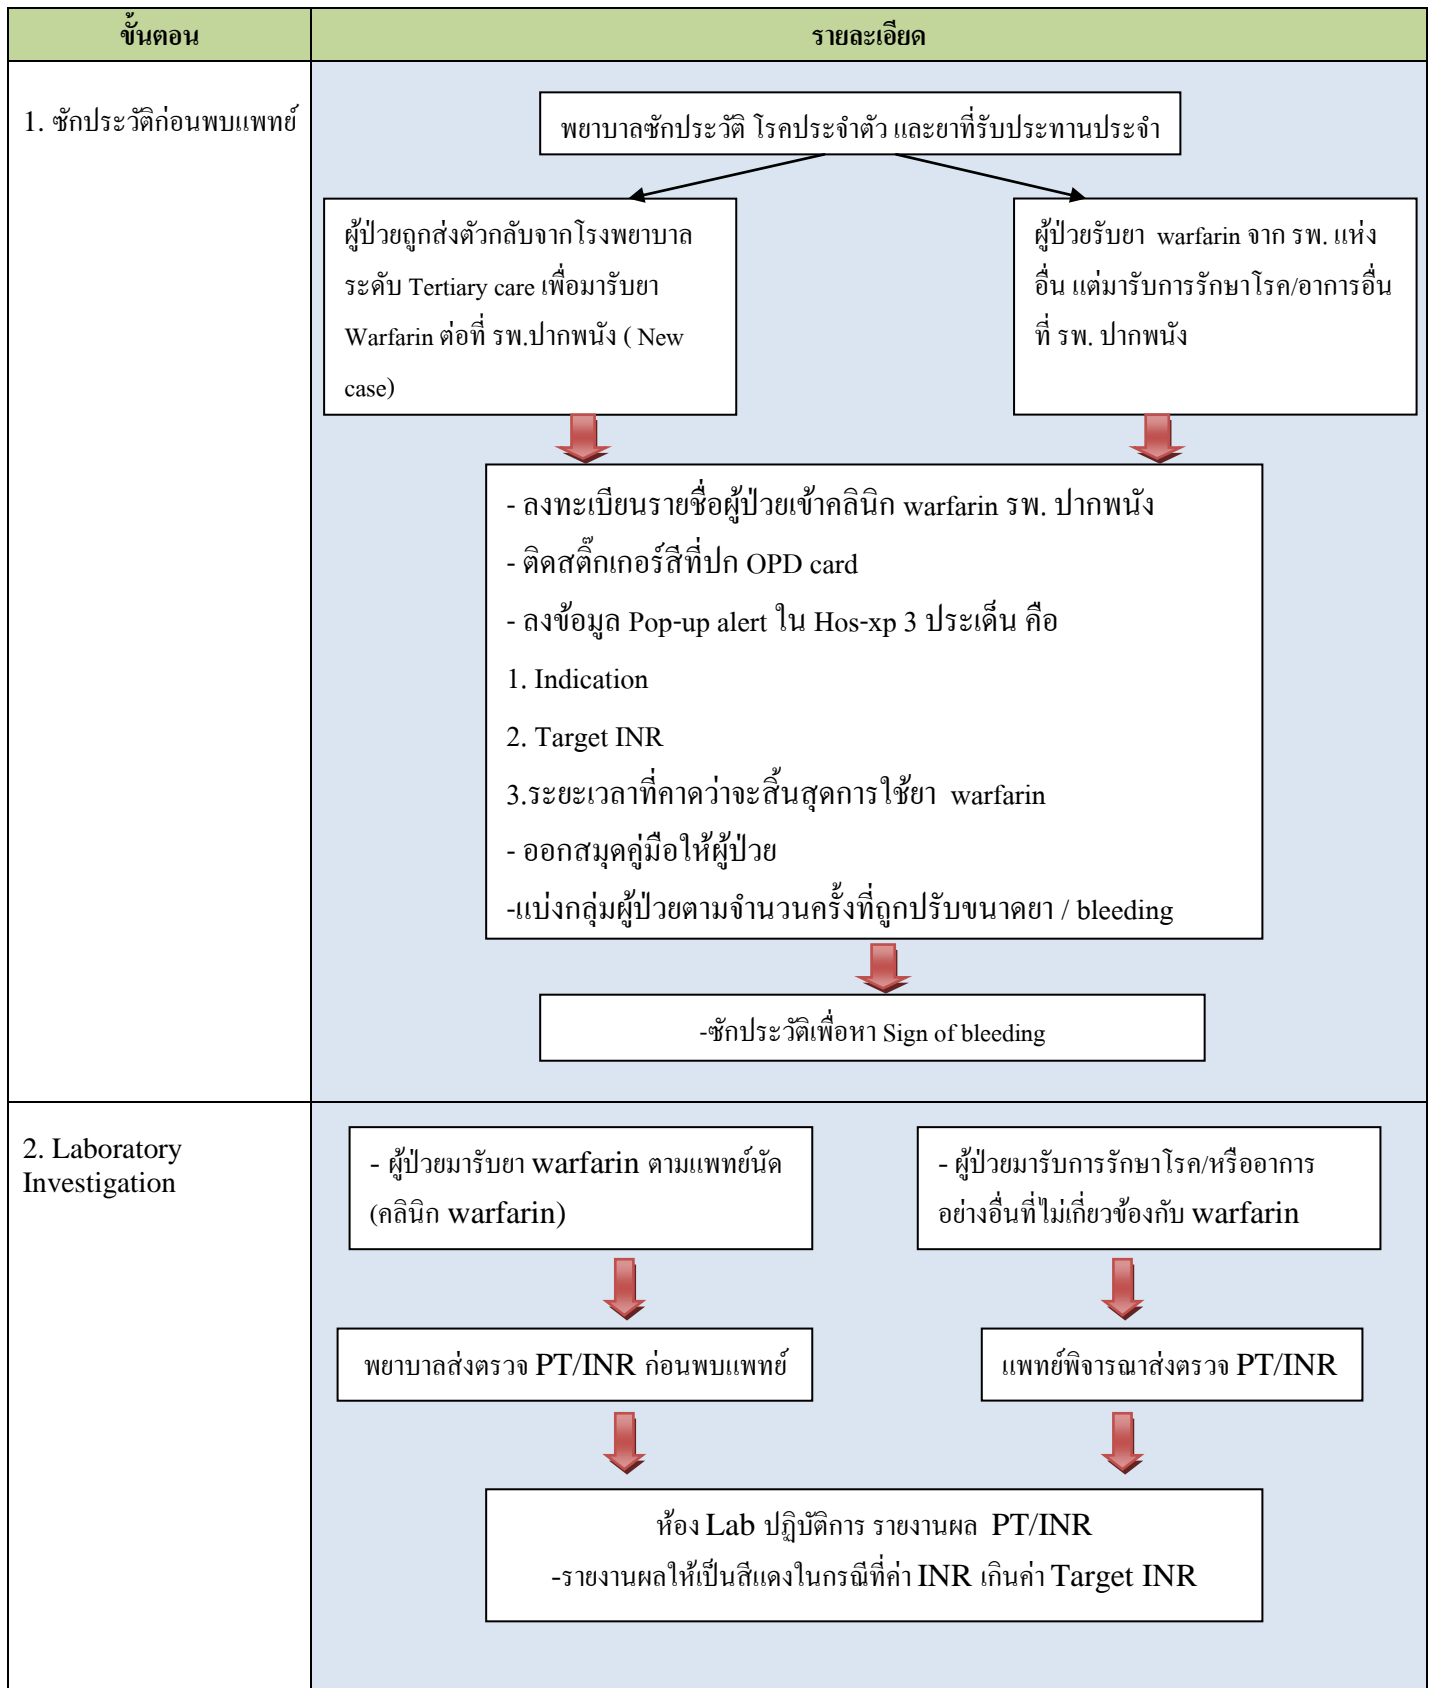 ขั้นตอน
รายละเอียด
1. ซักประวัติก่อนพบแพทย์
พยาบาลซักประวัติ โรคประจำตัว และยาที่รับประทานประจำ
ผู้ป่วยถูกส่งตัวกลับจากโรงพยาบาล
ระดับ Tertiary care เพื่อมารับยา
Warfarin ต่อที่ รพ.ปากพนัง ( New
case)
ผู้ป่วยรับยา warfarin จาก รพ. แห่ง
อื่น แต่มารับการรักษาโรค/อาการอื่น
ที่ รพ. ปากพนัง
- ลงทะเบียนรายชื่อผู้ป่วยเข้าคลินิก warfarin รพ. ปากพนัง
- ติดสติ๊กเกอร์สีที่ปก OPD card
- ลงข้อมูล Pop-up alert ใน Hos-xp 3 ประเด็น คือ
1. Indication
2. Target INR
3.ระยะเวลาที่คาดว่าจะสิ้นสุดการใช้ยา warfarin
- ออกสมุดคู่มือให้ผู้ป่วย
-แบ่งกลุ่มผู้ป่วยตามจำนวนครั้งที่ถูกปรับขนาดยา / bleeding
-ซักประวัติเพื่อหา Sign of bleeding
2. Laboratory
Investigation
- ผู้ป่วยมารับยา warfarin ตามแพทย์นัด
(คลินิก warfarin)
- ผู้ป่วยมารับการรักษาโรค/หรืออาการ
อย่างอื่นที่ไม่เกี่ยวข้องกับ warfarin
พยาบาลส่งตรวจ PT/INR ก่อนพบแพทย์
แพทย์พิจารณาส่งตรวจ PT/INR
ห้อง Lab ปฏิบัติการ รายงานผล PT/INR
-รายงานผลให้เป็นสีแดงในกรณีที่ค่า INR เกินค่า Target INR